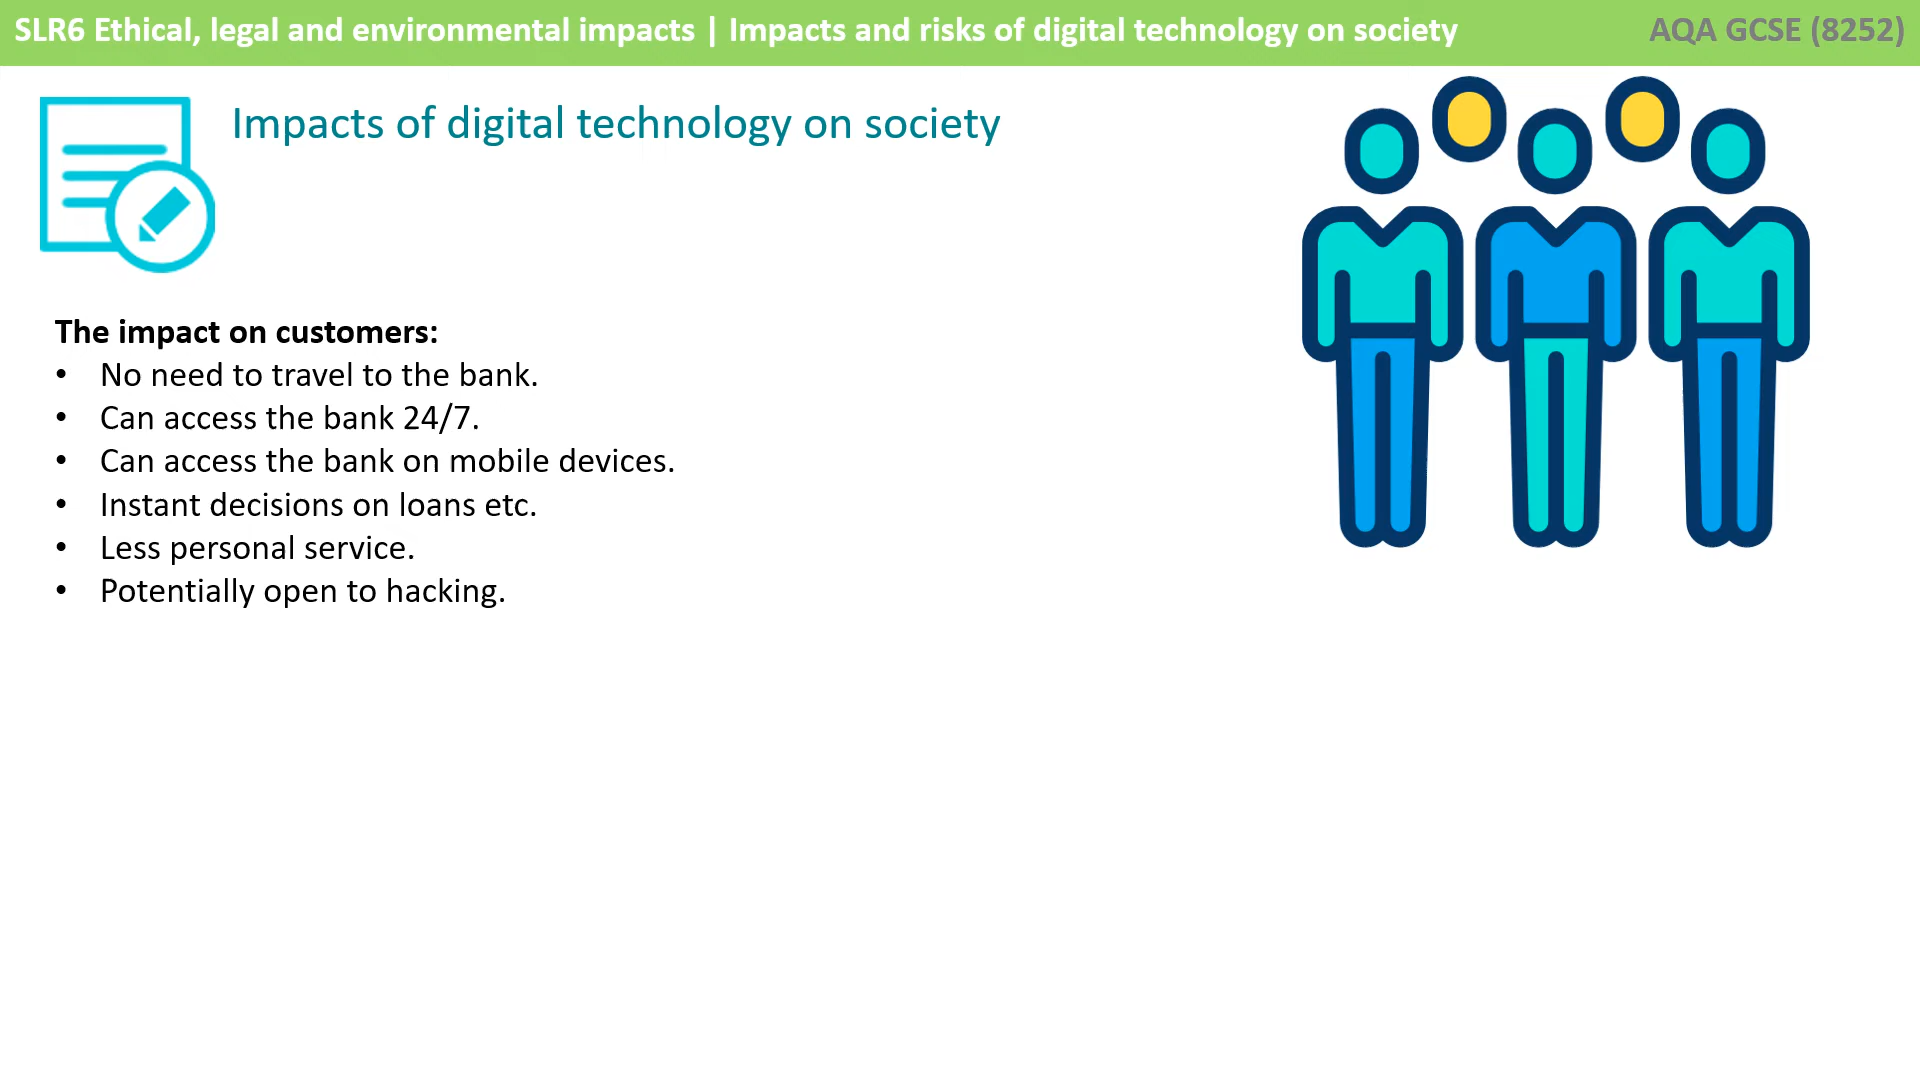 SLR6 Ethical, legal and environmental impacts | Impacts and risks of digital technology on society
AQA GCSE (8252)
Impacts of digital technology on society
The impact on customers:
• No need to travel to the bank.
• Can access the bank 24/7.
• Can access the bank on mobile devices.
• Instant decisions on loans etc.
• Less personal service.
• Potentially open to hacking.